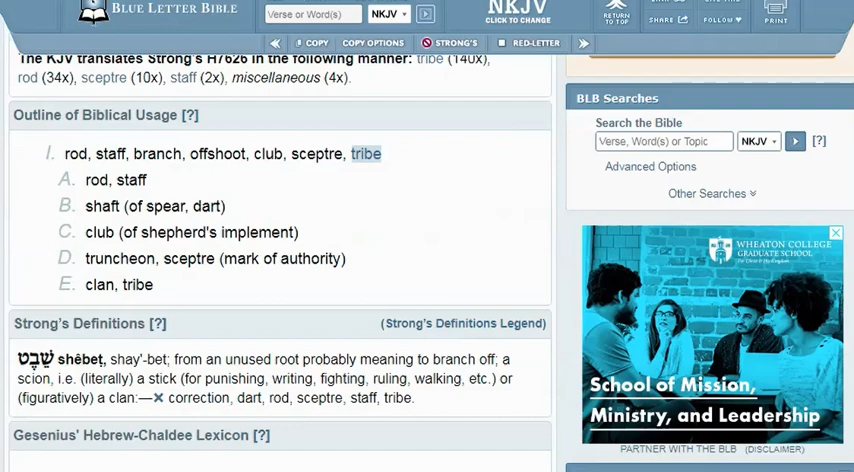 BLUE LETTER BIBLE
Verse or Word(s)
NKJV
NKJV
CLICK TO CHANGE
RETURN
TO TOP
SHARE
FOLLOW
PRINT
COPY
COPY OPTIONS
STRONG'S
RED-LETTER
The KJV translates Strong's H7626 in the following manner: tribe (140x),
rod (34x), sceptre (10x), staff (2x), miscellaneous (4x).
Outline of Biblical Usage [?]
I. rod, staff, branch, offshoot, club, sceptre, tribe
A. rod, staff
B. shaft (of spear, dart)
C. club (of shepherd's implement)
D. truncheon, sceptre (mark of authority)
E. clan, tribe
Strong's Definitions [?]
(Strong's Definitions Legend)
שֵׁבֶט shêbeṭ, shay'-bet; from an unused root probably meaning to branch off; a
scion, i.e. (literally) a stick (for punishing, writing, fighting, ruling, walking, etc.) or
(figuratively) a clan:—× correction, dart, rod, sceptre, staff, tribe.
Gesenius' Hebrew-Chaldee Lexicon [?]
BLB Searches
Search the Bible
Verse, Word(s) or Topic
NKJV
[?]
Advanced Options
Other Searches
WHEATON COLLEGE
GRADUATE SCHOOL
School of Mission,
Ministry, and Leadership
PARTNER WITH THE BLB (DISCLAIMER)